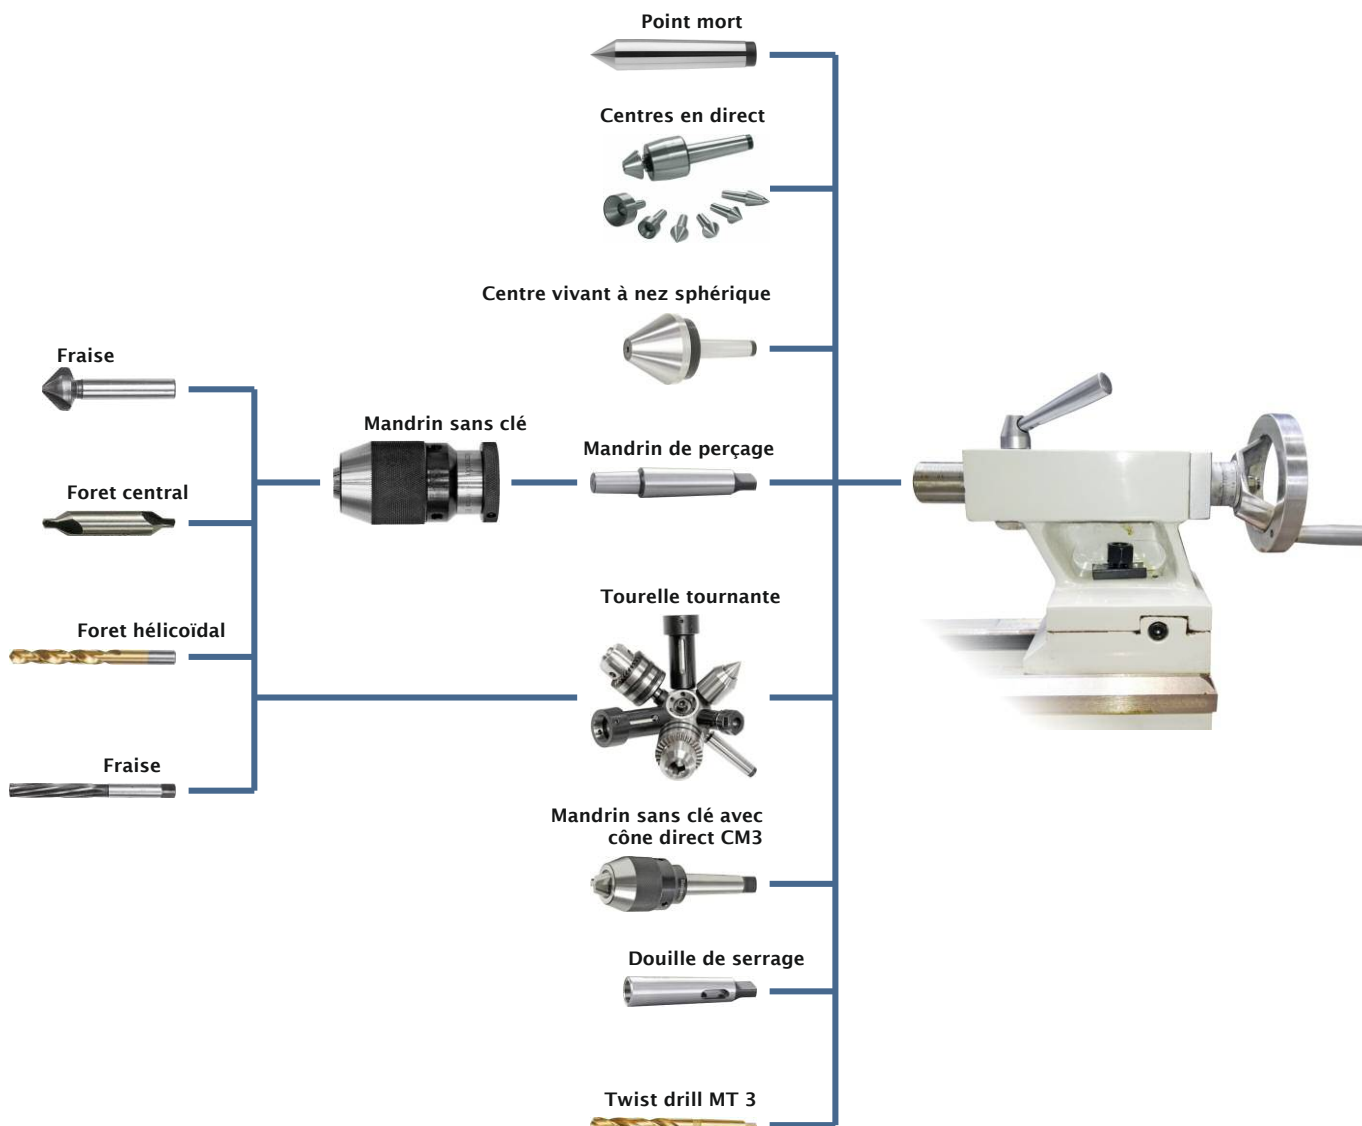 Point mort
Centres en direct
Centre vivant à nez sphérique
Fraise
Mandrin sans clé
Mandrin de perçage
Foret central
Tourelle tournante
Foret hélicoïdal
Fraise
Mandrin sans clé avec
cône direct CM3
Douille de serrage
Twist drill MT 3